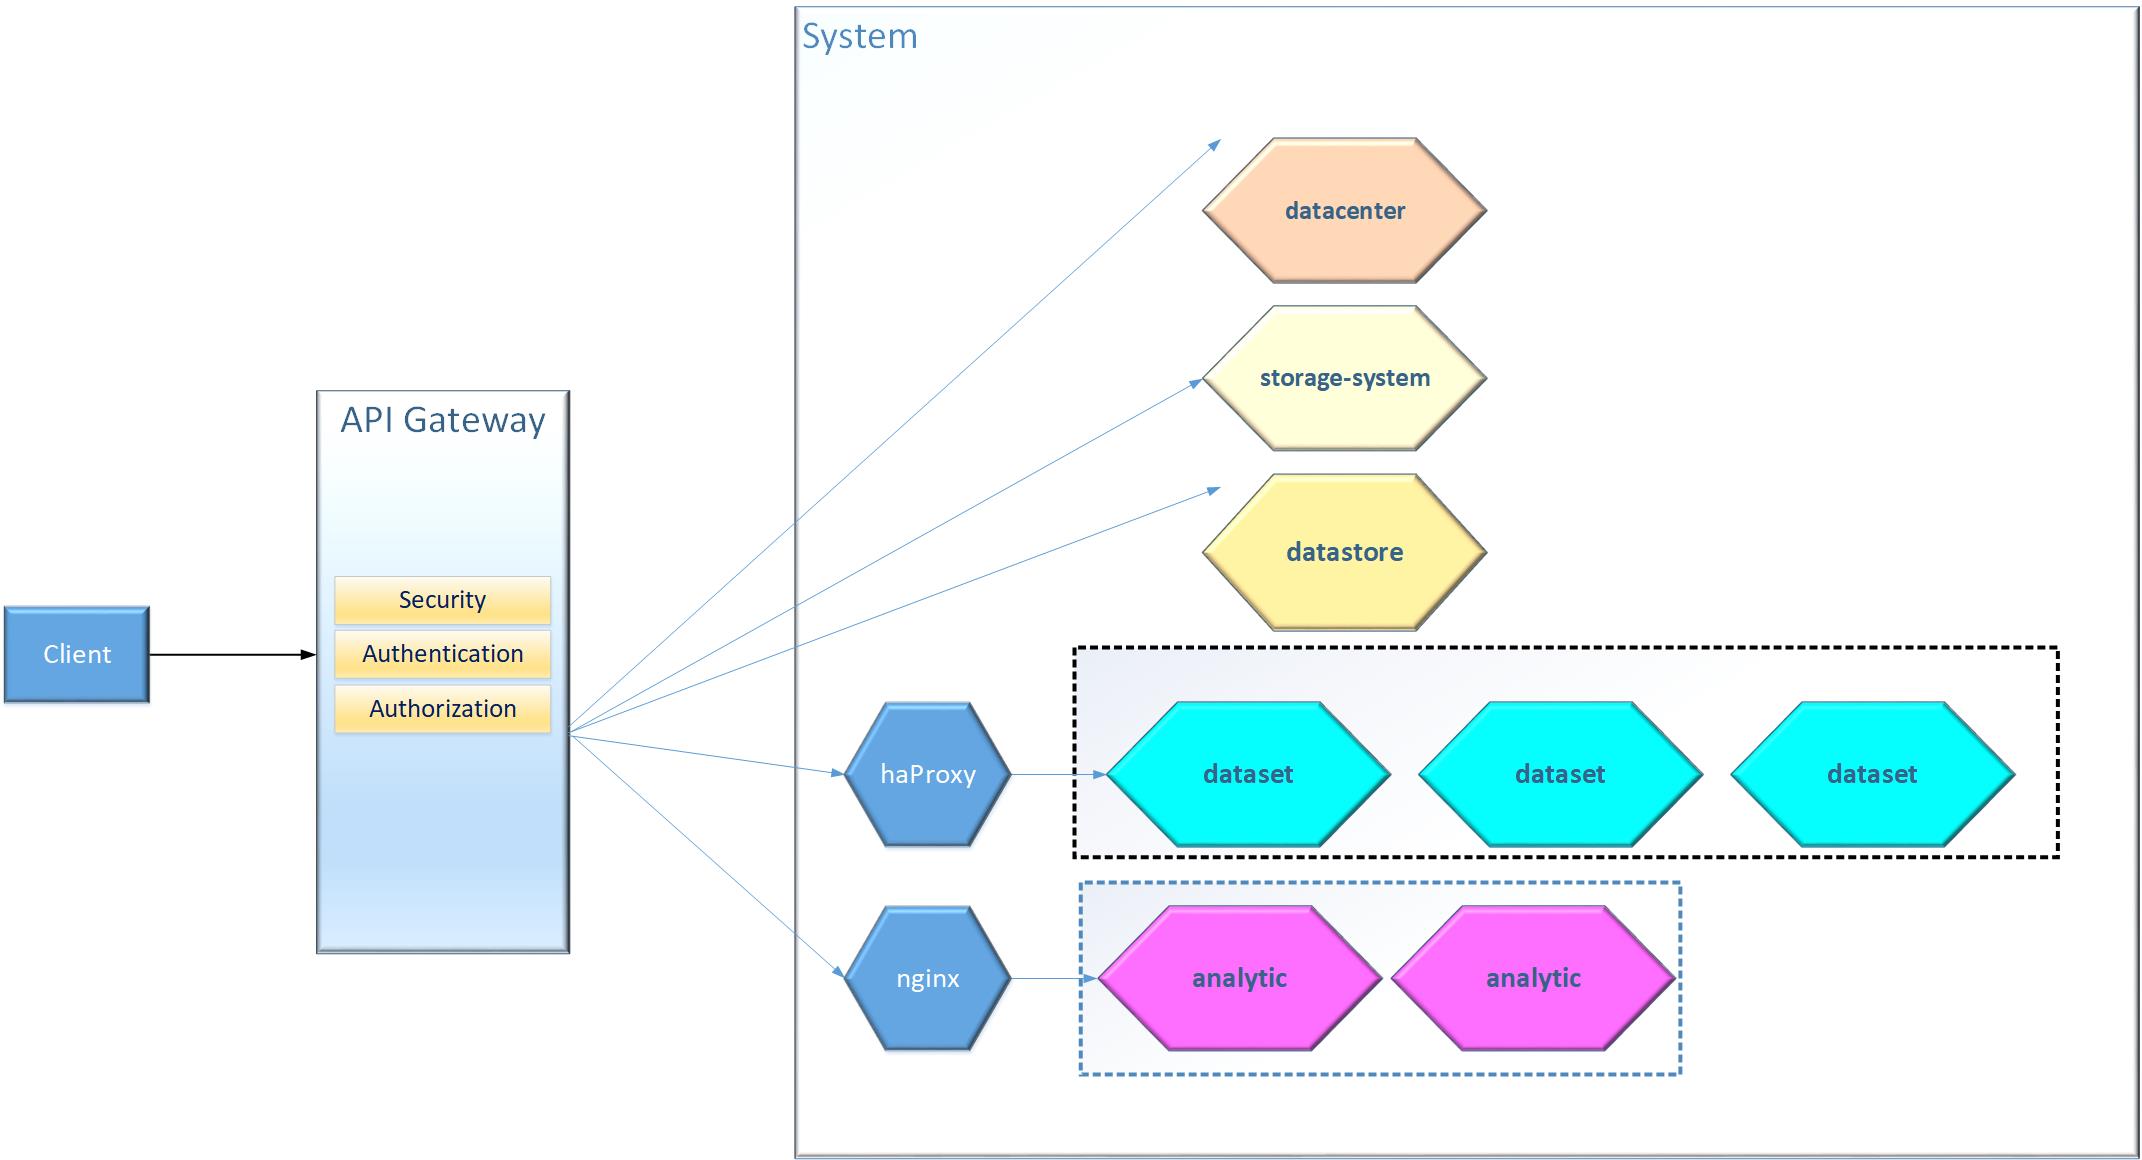 System
datacenter
storage-system
API Gateway
datastore
Security
Client
Authentication
Authorization
haProxy
dataset
dataset
dataset
nginx
analytic
analytic